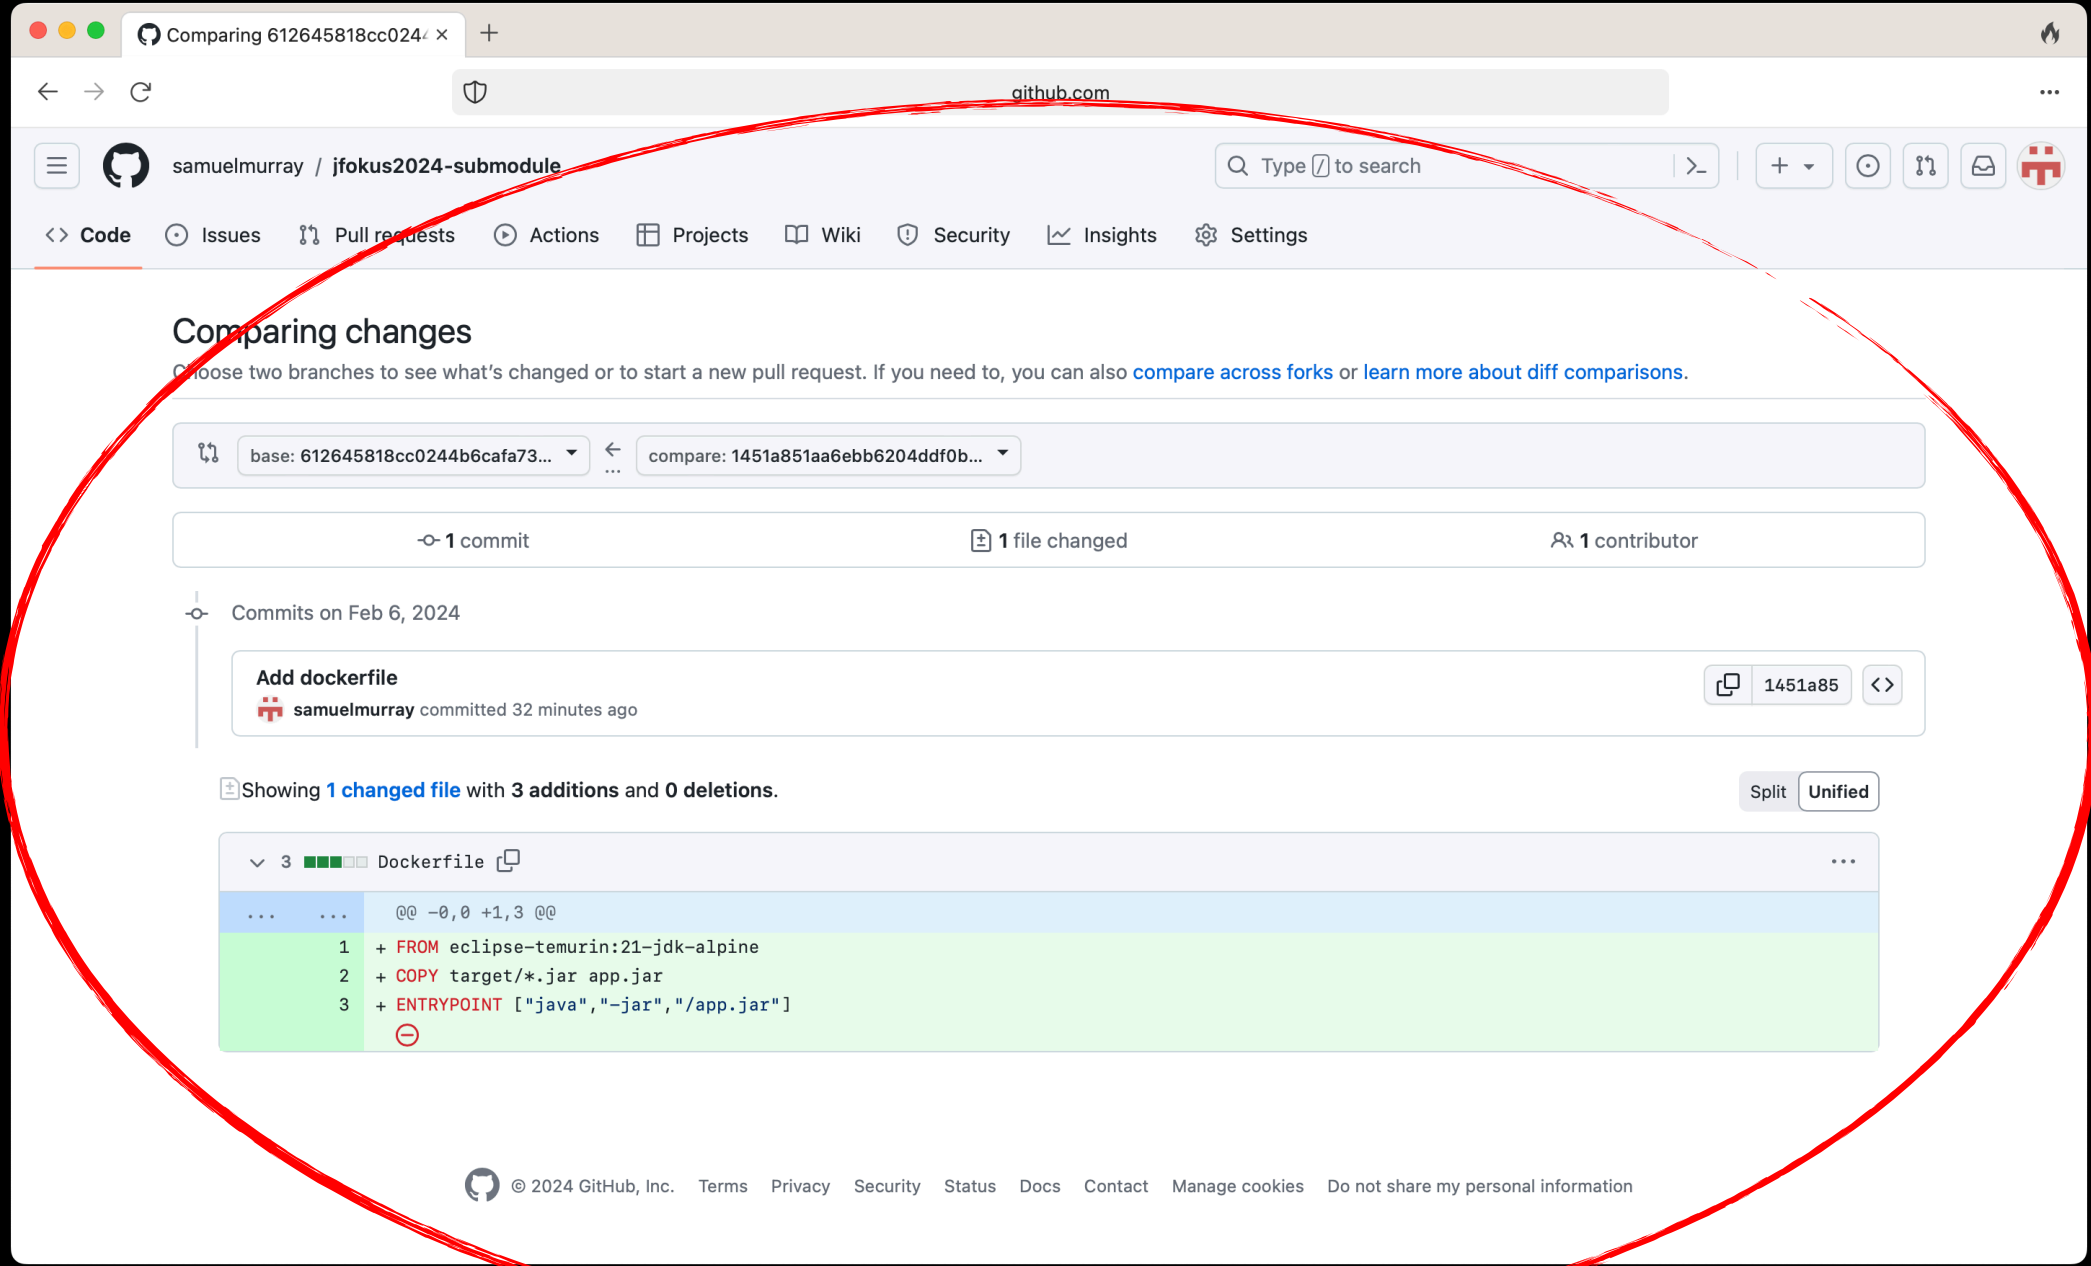 Comparing 612645818cc0244
github.com
samuelmurray / jfokus2024-submodule
Type / to search
Code
Issues
Pull requests
Actions
Projects
Wiki
Security
Insights
Settings
Comparing changes
Choose two branches to see what's changed or to start a new pull request. If you need to, you can also compare across forks or learn more about diff comparisons.
base: 612645818cc0244b6cafa73...
compare: 1451a851aa6ebb6204ddf0b...
1 commit
1 file changed
1 contributor
Commits on Feb 6, 2024
Add dockerfile
samuelmurray committed 32 minutes ago
1451a85
Showing 1 changed file with 3 additions and 0 deletions.
Split
Unified
3 Dockerfile
... ... @@ -0,0 +1,3 @@
1 + FROM eclipse-temurin:21-jdk-alpine
2 + COPY target/*.jar app.jar
3 + ENTRYPOINT ["java","-jar","/app.jar"]
© 2024 GitHub, Inc.
Terms
Privacy
Security
Status
Docs
Contact
Manage cookies
Do not share my personal information